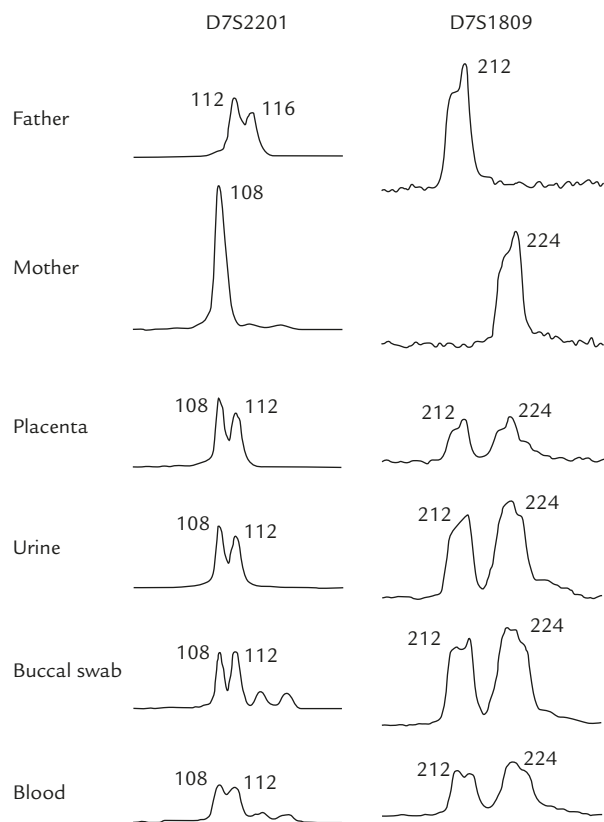 D7S2201 D7S1809
Father 112 116 212
Mother 108 224
Placenta 108 112 212 224
Urine 108 112 212 224
Buccal swab 108 112 212 224
Blood 108 112 212 224